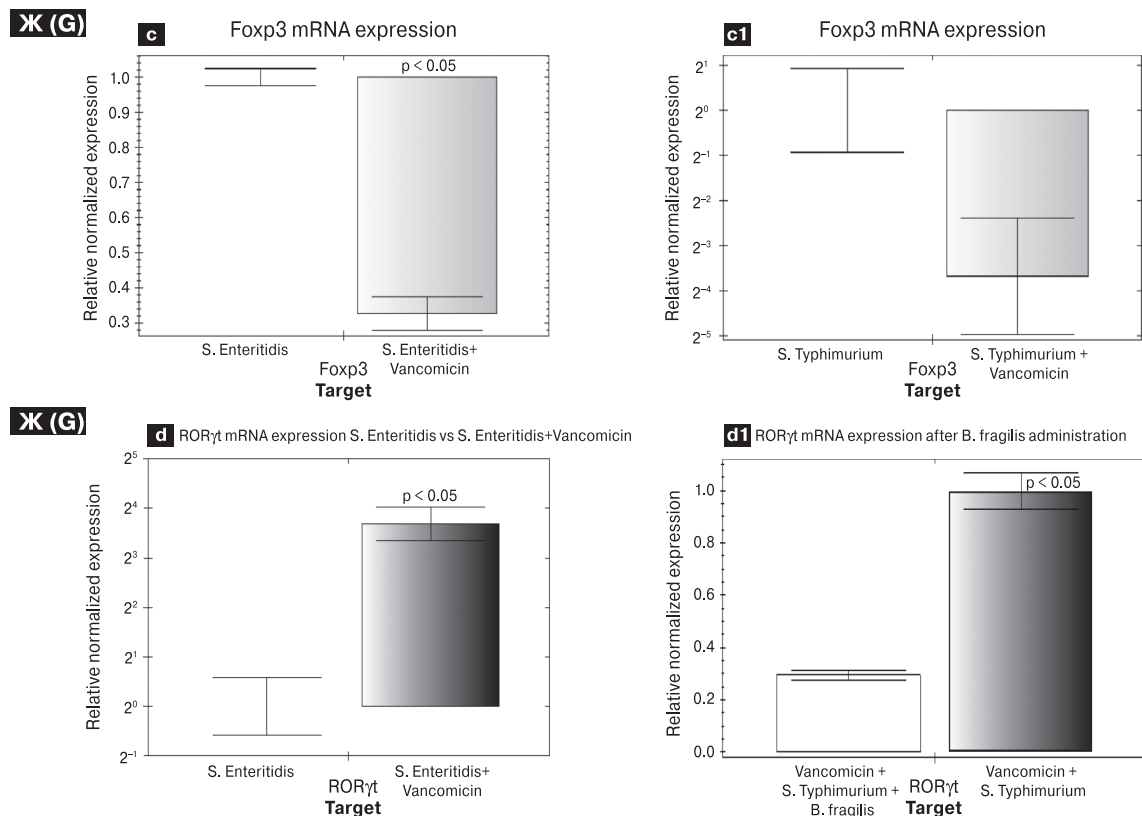 Ж (G)
c
Foxp3 mRNA expression
Relative normalized expression
1.0
0.9
0.8
0.7
0.6
0.5
0.4
0.3
p < 0.05
S. Enteritidis
S. Enteritidis+
Vancomicin
Foxp3
Target
c1
Foxp3 mRNA expression
Relative normalized expression
2¹
2⁰
2⁻¹
2⁻²
2⁻³
2⁻⁴
2⁻⁵
S. Typhimurium
S. Typhimurium +
Vancomicin
Foxp3
Target
Ж (G)
d
RORγt mRNA expression S. Enteritidis vs S. Enteritidis+Vancomicin
Relative normalized expression
2⁵
2⁴
2³
2²
2¹
2⁰
2⁻¹
p < 0.05
S. Enteritidis
S. Enteritidis+
Vancomicin
RORγt
Target
d1
RORγt mRNA expression after B. fragilis administration
Relative normalized expression
1.0
0.8
0.6
0.4
0.2
0.0
p < 0.05
Vancomicin +
S. Typhimurium +
B. fragilis
Vancomicin +
S. Typhimurium
RORγt
Target